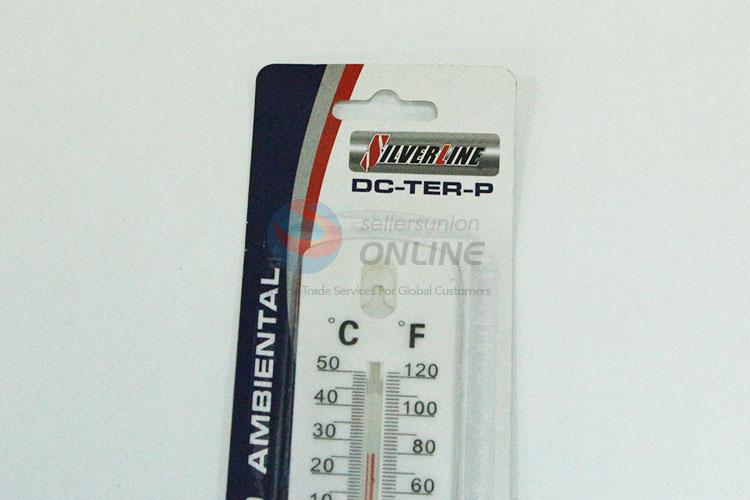 SILVERLINE
DC-TER-P
sellersunion
ONLINE
Trade Services For Global Customers
AMBIENTAL
°C °F
50 120
40 100
30 80
20 60
10